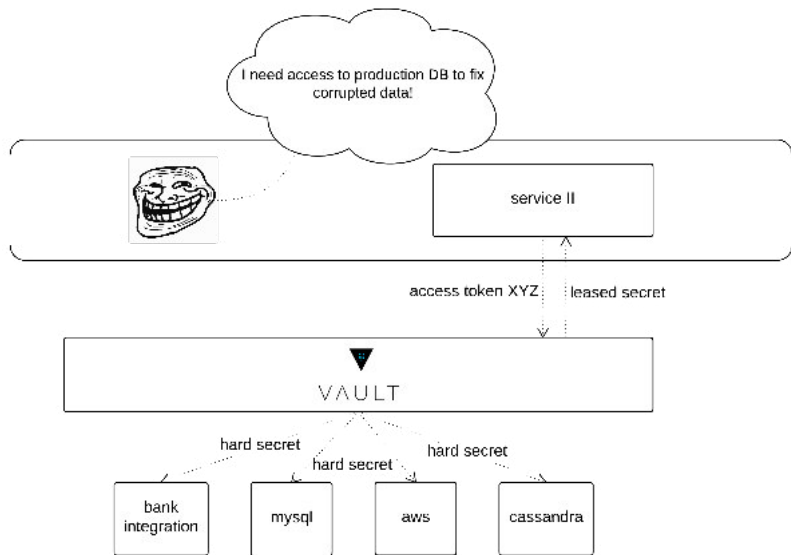 I need access to production DB to fix
corrupted data!
service II
access token XYZ
leased secret
VAULT
hard secret
hard secret
hard secret
bank
integration
mysql
aws
cassandra